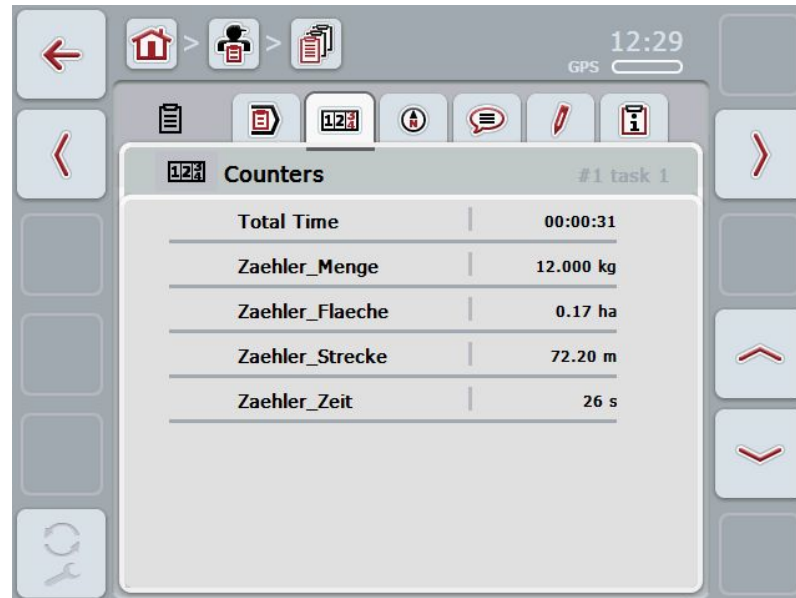 > >
12:29
GPS
Counters #1 task 1
Total Time 00:00:31
Zaehler_Menge 12.000 kg
Zaehler_Flaeche 0.17 ha
Zaehler_Strecke 72.20 m
Zaehler_Zeit 26 s